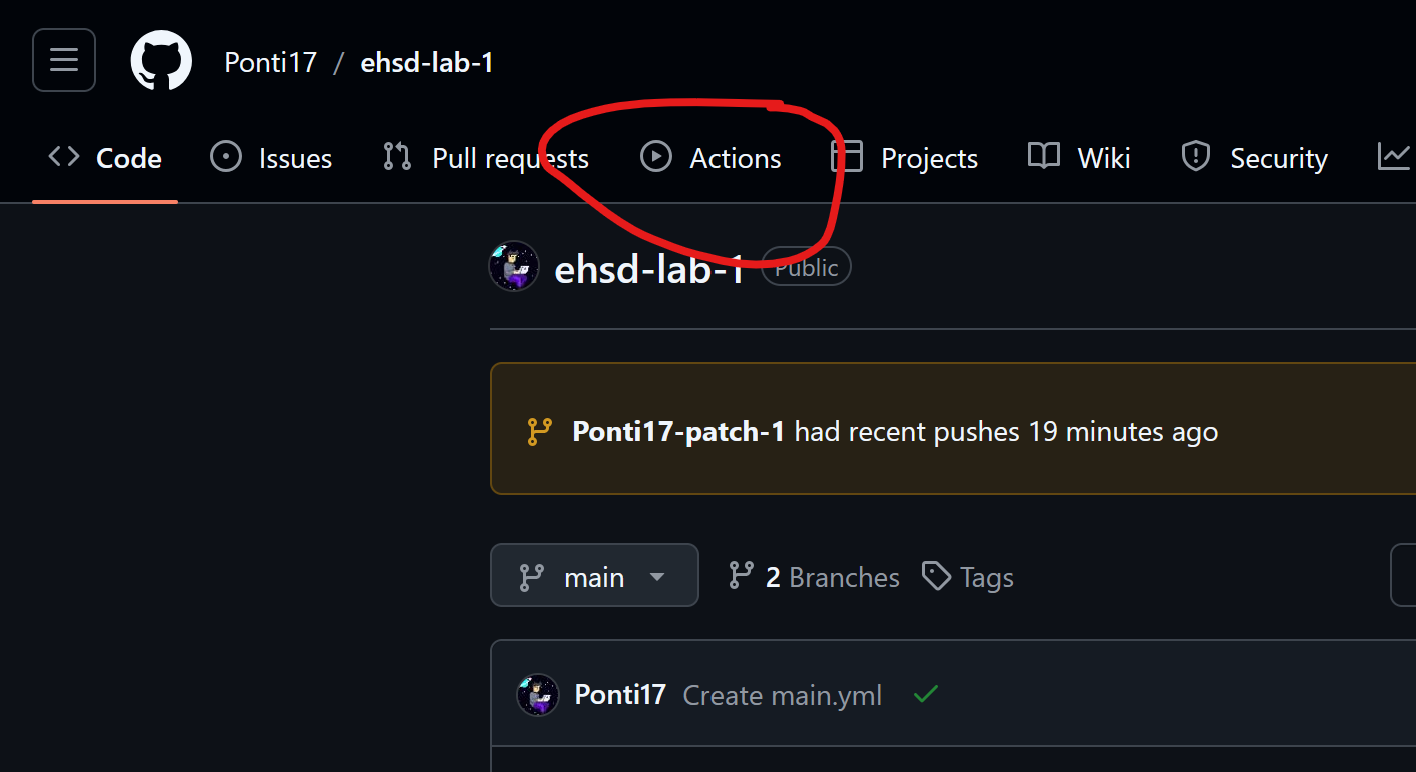 Ponti17 / ehsd-lab-1
Code Issues Pull requests Actions Projects Wiki Security
ehsd-lab-1 Public
Ponti17-patch-1 had recent pushes 19 minutes ago
main 2 Branches Tags
Ponti17 Create main.yml